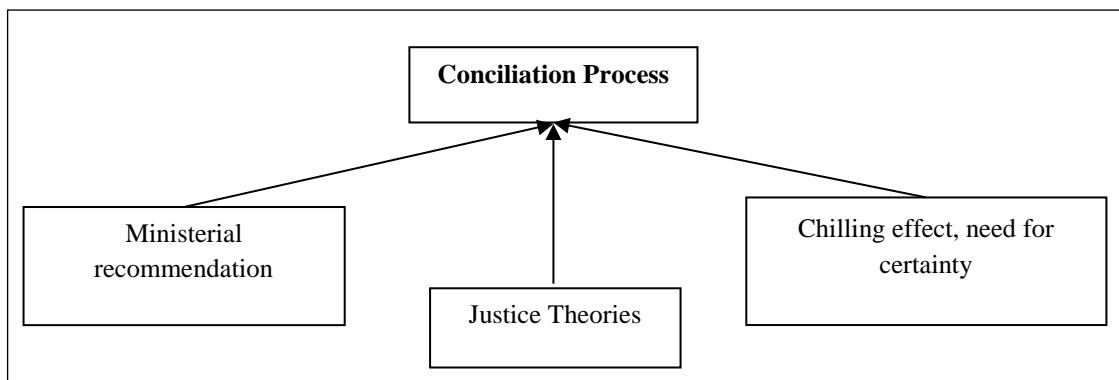 Conciliation Process
Ministerial
recommendation
Justice Theories
Chilling effect, need for
certainty